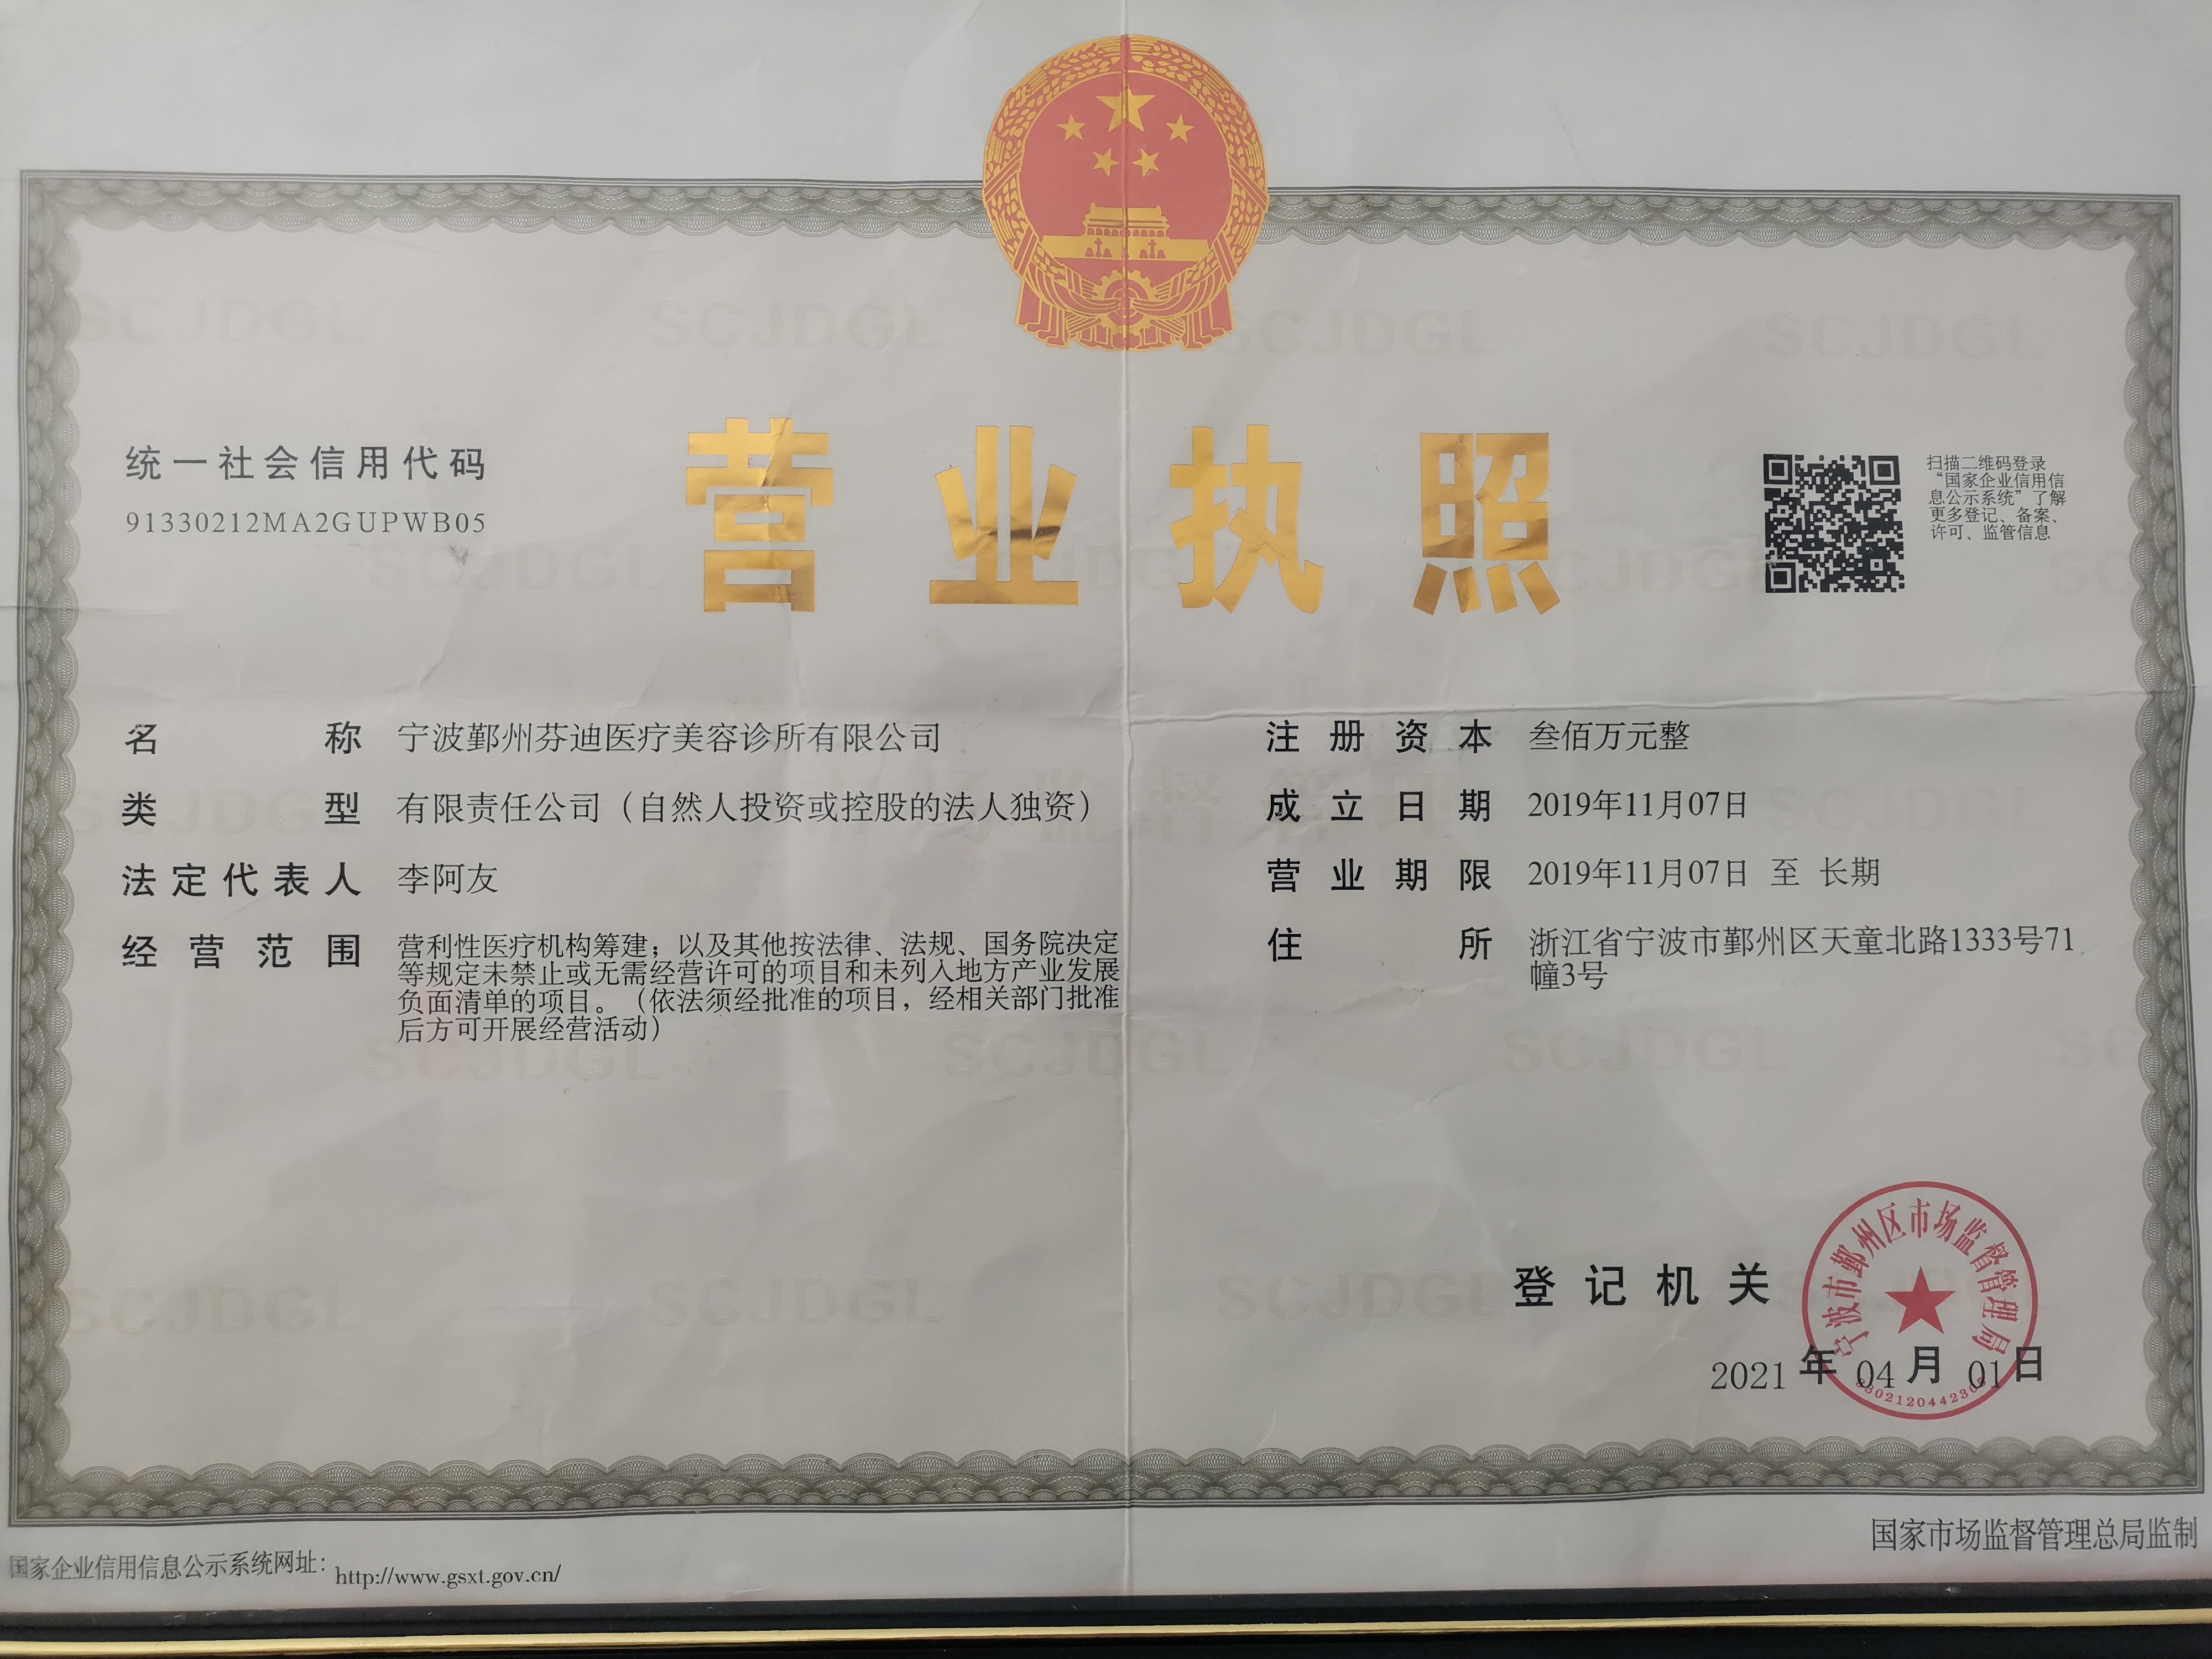 营业执照
统一社会信用代码
91330212MA2GUPWB05
扫描二维码登录
“国家企业信用信
息公示系统”了解
更多登记、备案、
许可、监管信息
名称 宁波鄞州芬迪医疗美容诊所有限公司
类型 有限责任公司（自然人投资或控股的法人独资）
法定代表人 李阿友
经营范围 营利性医疗机构筹建；以及其他按法律、法规、国务院决定
等规定未禁止或无需经营许可的项目和未列入地方产业发展
负面清单的项目。（依法须经批准的项目，经相关部门批准
后方可开展经营活动）
注册资本 叁佰万元整
成立日期 2019年11月07日
营业期限 2019年11月07日 至 长期
住所 浙江省宁波市鄞州区天童北路1333号71
幢3号
登记机关
宁波市鄞州区市场监督管理局
2021年04月01日
国家企业信用信息公示系统网址：http://www.gsxt.gov.cn/
国家市场监督管理总局监制
SCJDGL